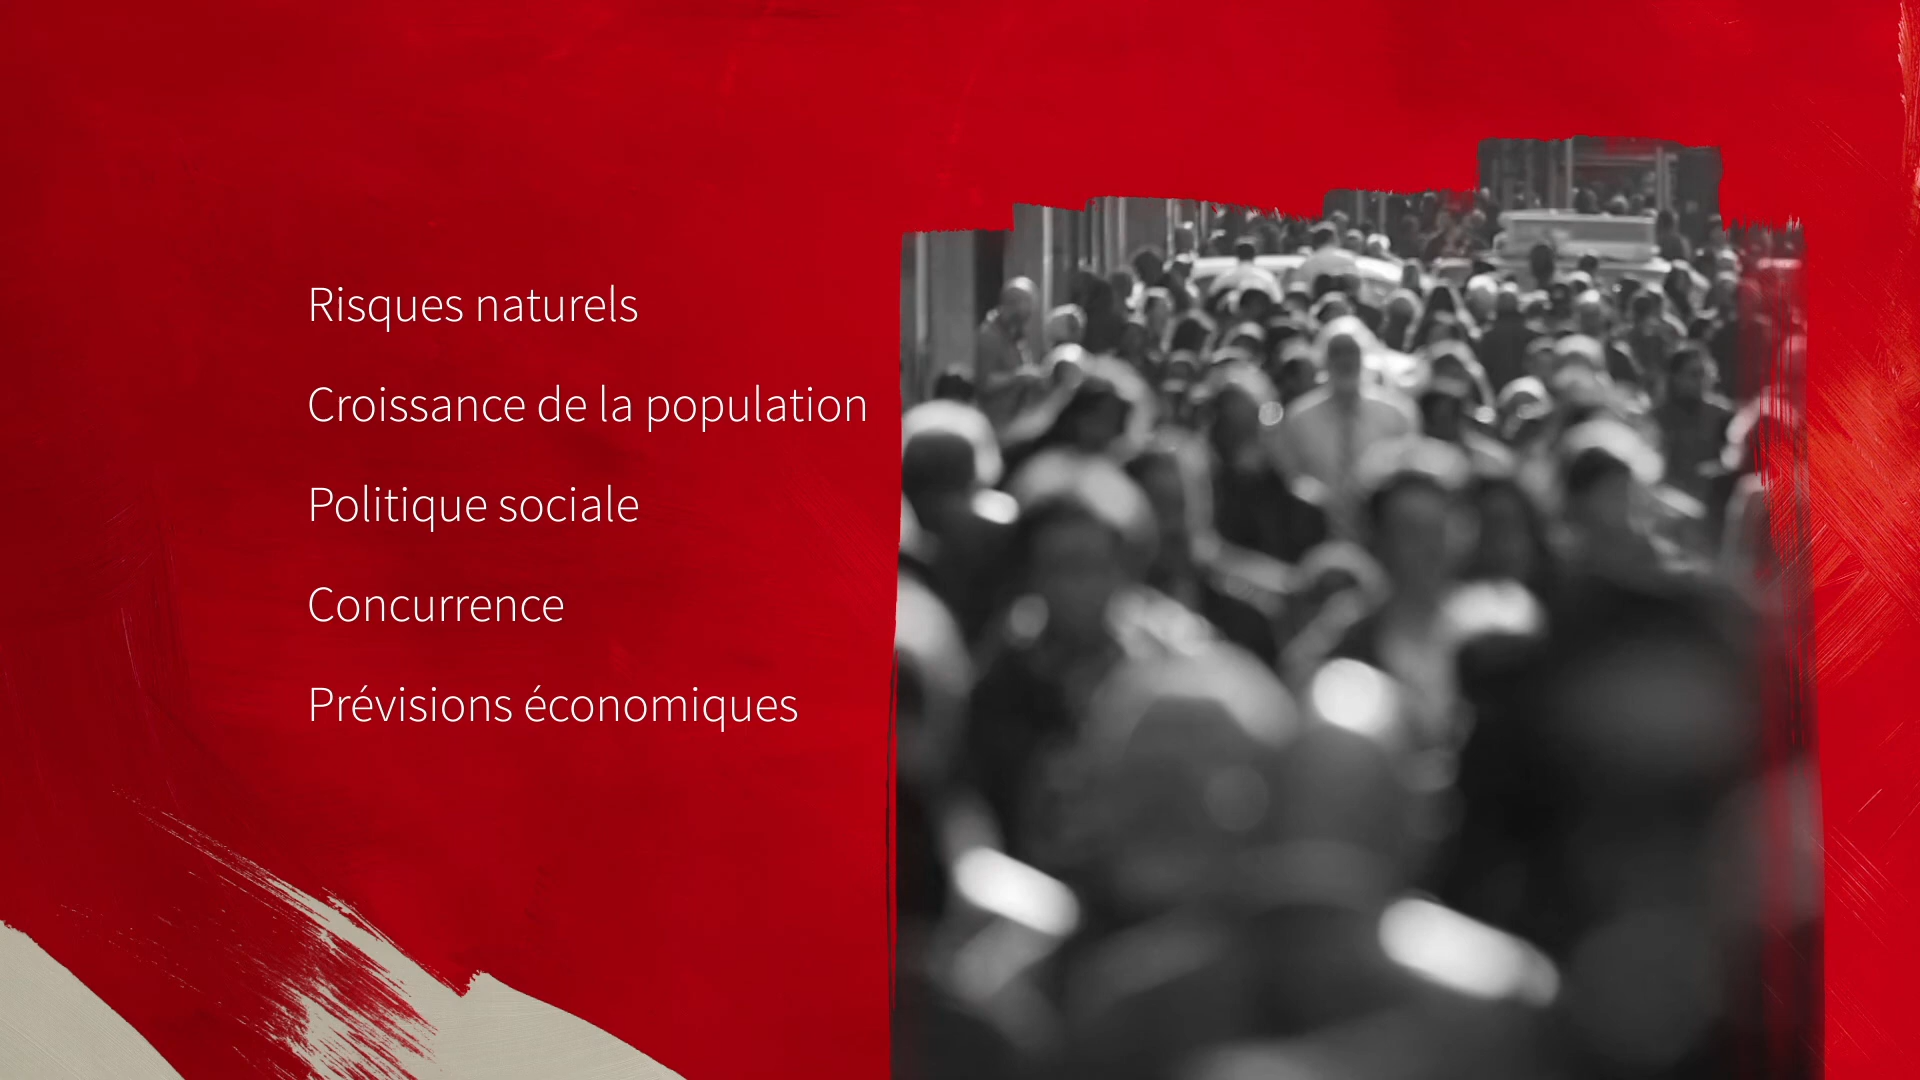 Risques naturels
Croissance de la population
Politique sociale
Concurrence
Prévisions économiques